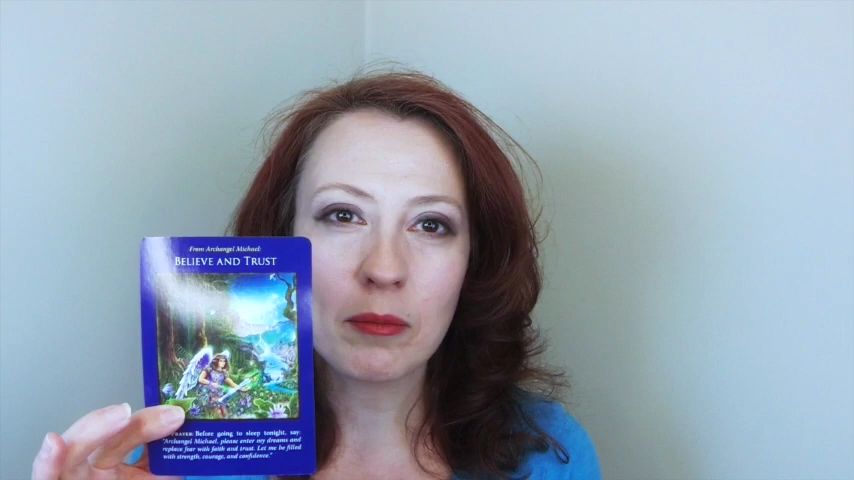 From Archangel Michael:
BELIEVE AND TRUST
PRAYER: Before going to sleep tonight, say:
"Archangel Michael, please enter my dreams and
replace fear with faith and trust. Let me be filled
with strength, courage, and confidence."